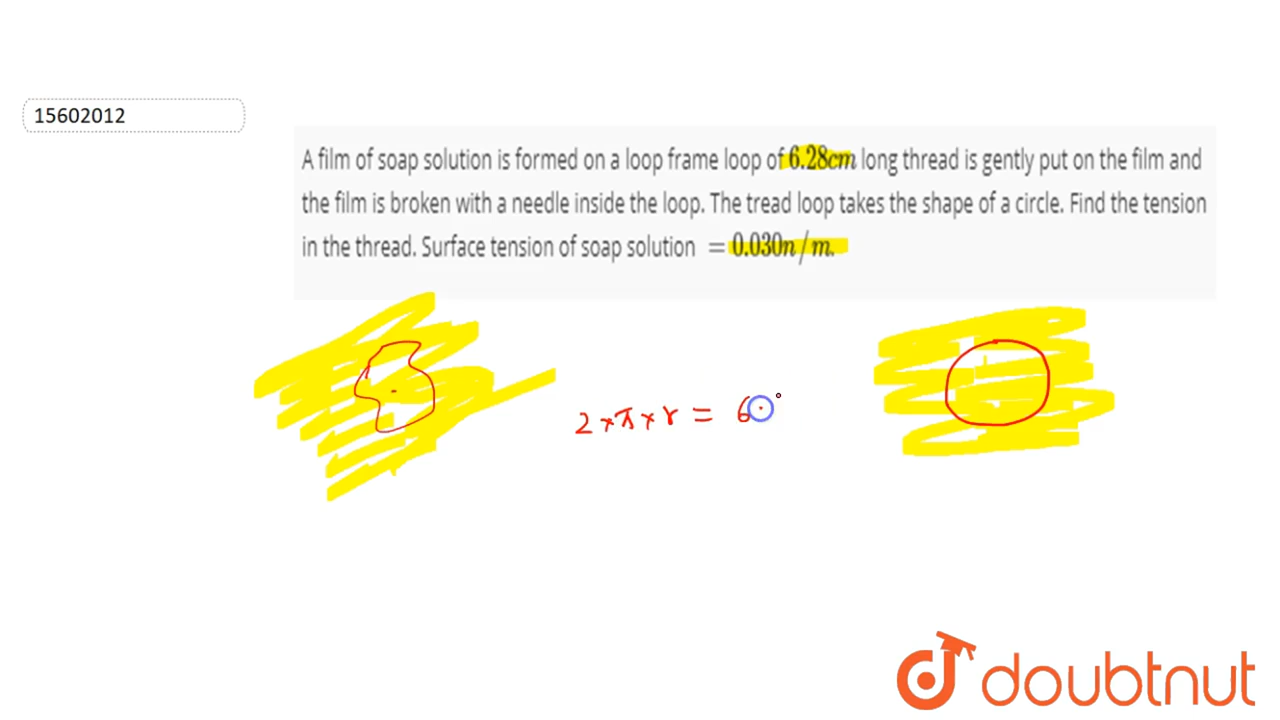 15602012
A film of soap solution is formed on a loop frame loop of 6.28cm long thread is gently put on the film and
the film is broken with a needle inside the loop. The tread loop takes the shape of a circle. Find the tension
in the thread. Surface tension of soap solution = 0.030n/m.
2 × π × r = 6.
doubtnut